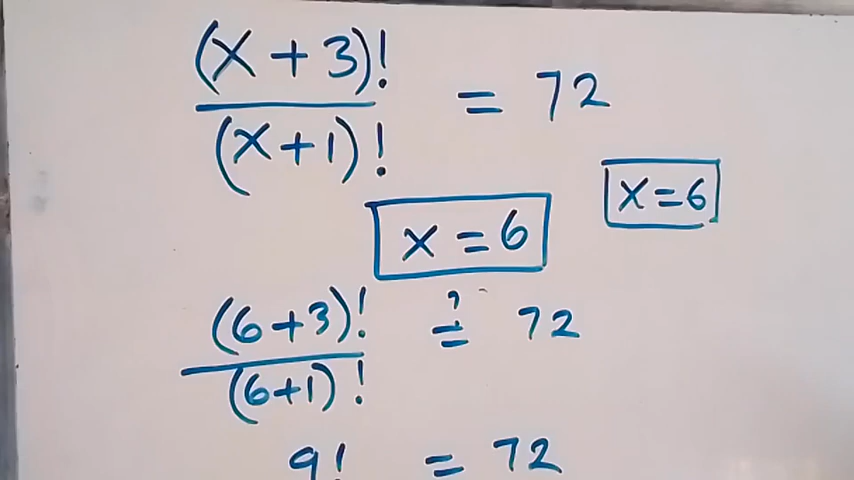 (x + 3)!
(x + 1)!
= 72
x = 6
x = 6
(6 + 3)!
(6 + 1)!
?
= 72
9! = 72